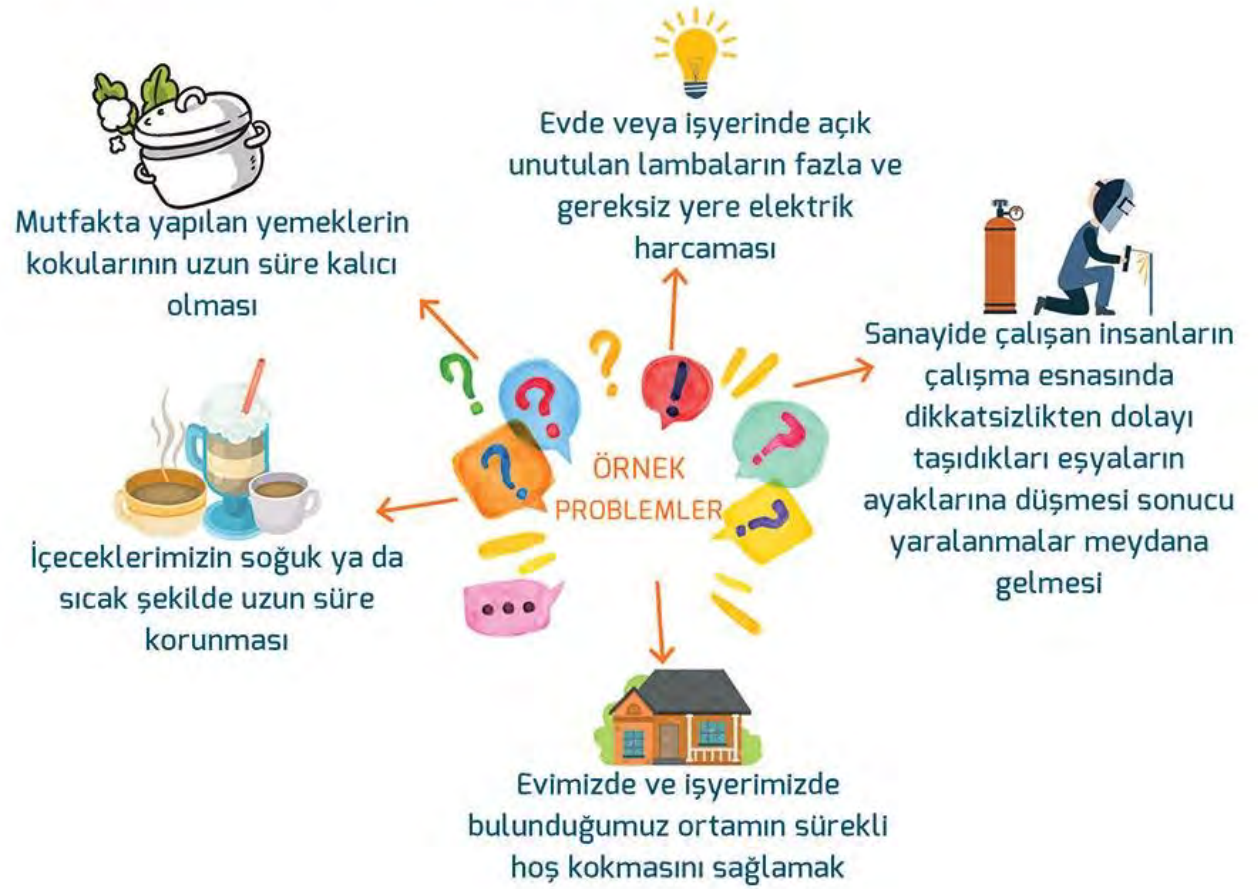 Evde veya işyerinde açık
unutulan lambaların fazla ve
gereksiz yere elektrik
harcaması
Mutfakta yapılan yemeklerin
kokularının uzun süre kalıcı
olması
Sanayide çalışan insanların
çalışma esnasında
dikkatsizlikten dolayı
taşıdıkları eşyaların
ayaklarına düşmesi sonucu
yaralanmalar meydana
gelmesi
ÖRNEK
PROBLEMLER
İçeceklerimizin soğuk ya da
sıcak şekilde uzun süre
korunması
Evimizde ve işyerimizde
bulunduğumuz ortamın sürekli
hoş kokmasını sağlamak